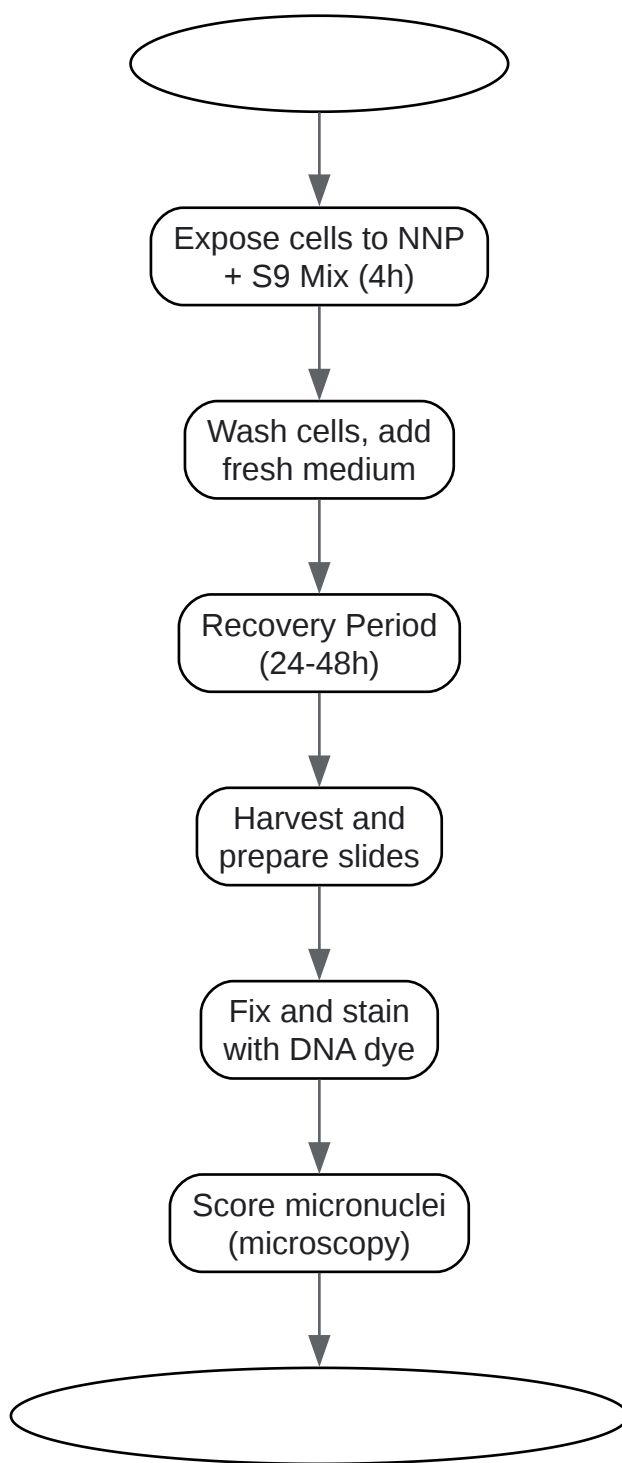 Expose cells to NNP
+ S9 Mix (4h)
Wash cells, add
fresh medium
Recovery Period
(24-48h)
Harvest and
prepare slides
Fix and stain
with DNA dye
Score micronuclei
(microscopy)